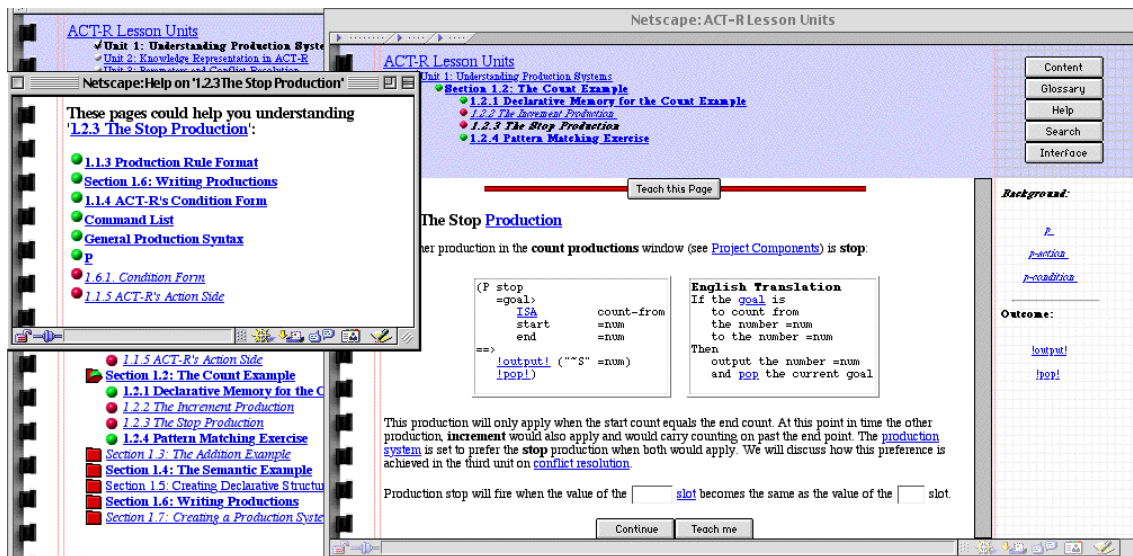 Netscape: ACT-R Lesson Units
ACT-R Lesson Units
Unit 1: Understanding Production Syste
Unit 2: Knowledge Representation in ACT-R
Netscape:Help on '1.2.3The Stop Production'
These pages could help you understanding
'1.2.3 The Stop Production':
1.1.3 Production Rule Format
Section 1.6: Writing Productions
1.1.4 ACT-R's Condition Form
Command List
General Production Syntax
P
1.6.1. Condition Form
1.1.5 ACT-R's Action Side
1.1.5 ACT-R's Action Side
Section 1.2: The Count Example
1.2.1 Declarative Memory for the C
1.2.2 The Increment Production
1.2.3 The Stop Production
1.2.4 Pattern Matching Exercise
Section 1.3: The Addition Example
Section 1.4: The Semantic Example
Section 1.5: Creating Declarative Structu
Section 1.6: Writing Productions
Section 1.7: Creating a Production Syste
ACT-R Lesson Units
Unit 1: Understanding Production Systems
Section 1.2: The Count Example
1.2.1 Declarative Memory for the Count Example
1.2.2 The Increment Production
1.2.3 The Stop Production
1.2.4 Pattern Matching Exercise
Content
Glossary
Help
Search
Interface
Teach this Page
The Stop Production
her production in the count productions window (see Project Components) is stop:
(P stop
=goal>
ISA count-from
start =num
end =num
==>
!output! ("~S" =num)
!pop!)
English Translation
If the goal is
to count from
the number =num
to the number =num
Then
output the number =num
and pop the current goal
This production will only apply when the start count equals the end count. At this point in time the other
production, increment would also apply and would carry counting on past the end point. The production
system is set to prefer the stop production when both would apply. We will discuss how this preference is
achieved in the third unit on conflict resolution.
Production stop will fire when the value of the slot becomes the same as the value of the slot.
Continue
Teach me
Background:
p
p-action
p-condition
Outcome:
!output!
!pop!